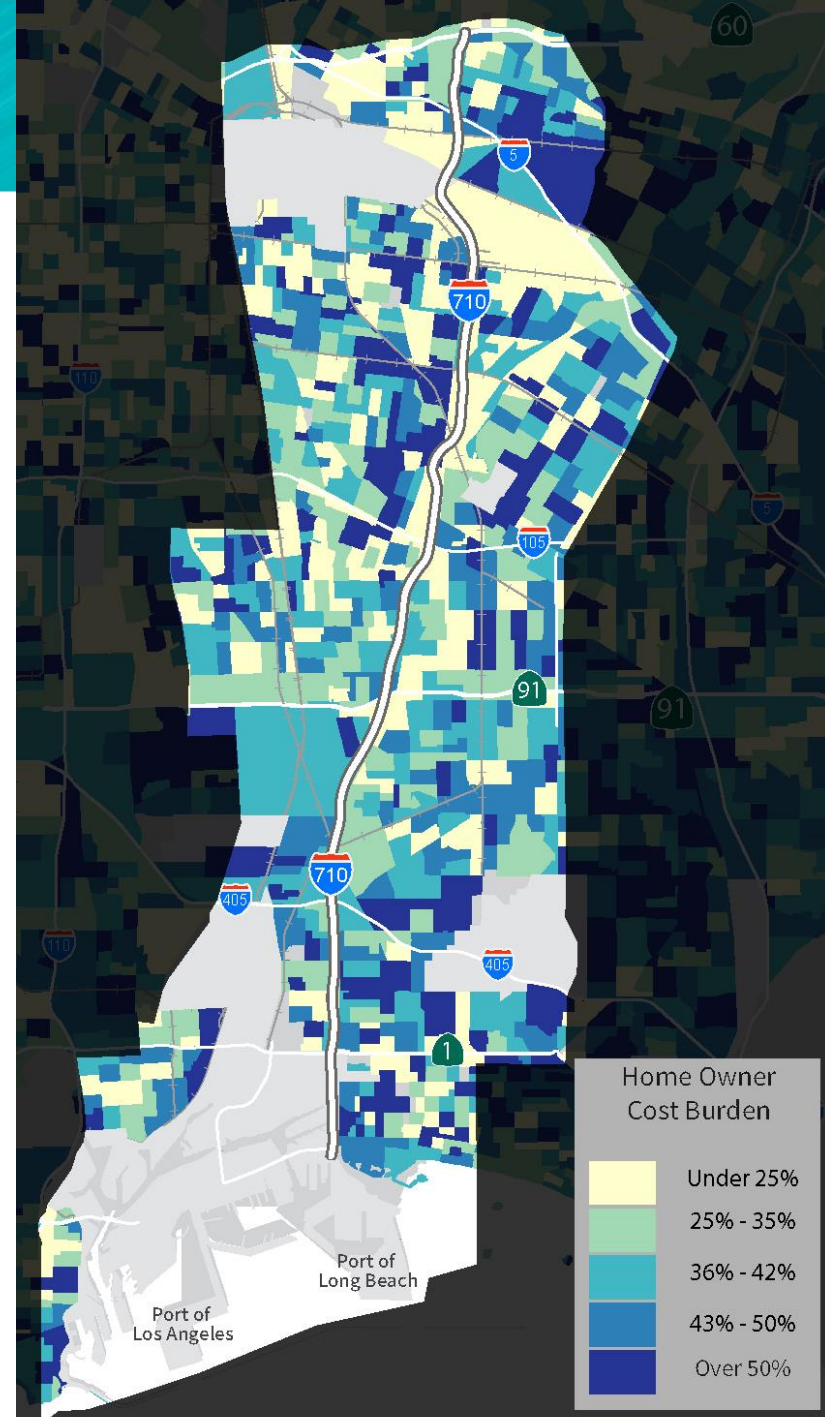 60
5
710
110
5
105
91
91
710
405
110
405
1
Home Owner
Cost Burden
Under 25%
25% - 35%
36% - 42%
43% - 50%
Over 50%
Port of
Long Beach
Port of
Los Angeles